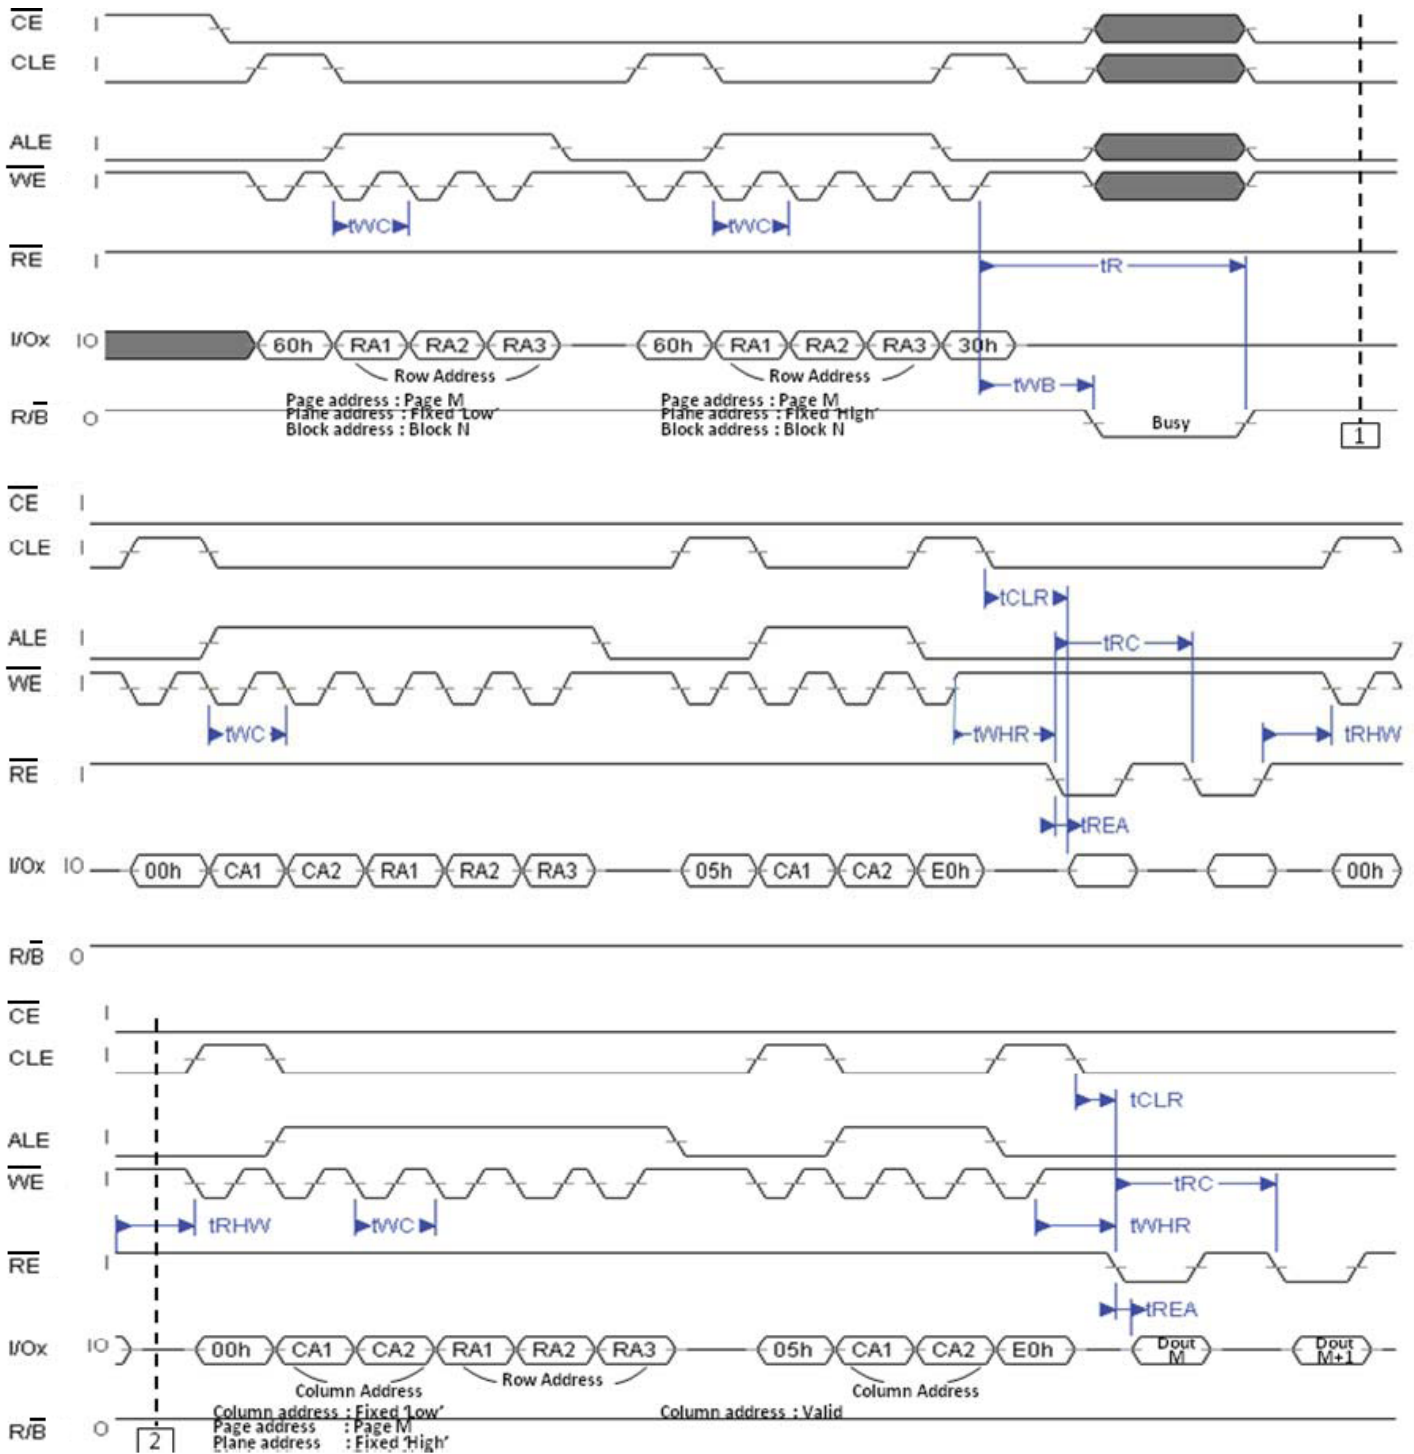 CE I
CLE I
ALE I
WE I
tWC tWC
RE I
tR
I/Ox IO 60h RA1 RA2 RA3 60h RA1 RA2 RA3 30h
Row Address Row Address
tWB
Page address : Page M Page address : Page M
Plane address : Fixed 'Low' Plane address : Fixed 'High'
R/B O Busy
Block address : Block N Block address : Block N
1
CE I
CLE I
tCLR
ALE I tRC
WE I
tWC tWHR tRHW
RE I
tREA
I/Ox IO 00h CA1 CA2 RA1 RA2 RA3 05h CA1 CA2 E0h 00h
R/B O
CE I
CLE I
tCLR
ALE I
WE I tRC
tRHW tWC tWHR
RE I
tREA
I/Ox IO 00h CA1 CA2 RA1 RA2 RA3 05h CA1 CA2 E0h Dout M Dout M+1
Column Address Row Address Column Address
Column address : Fixed 'Low' Column address : Valid
Page address : Page M
R/B O 2
Plane address : Fixed 'High'